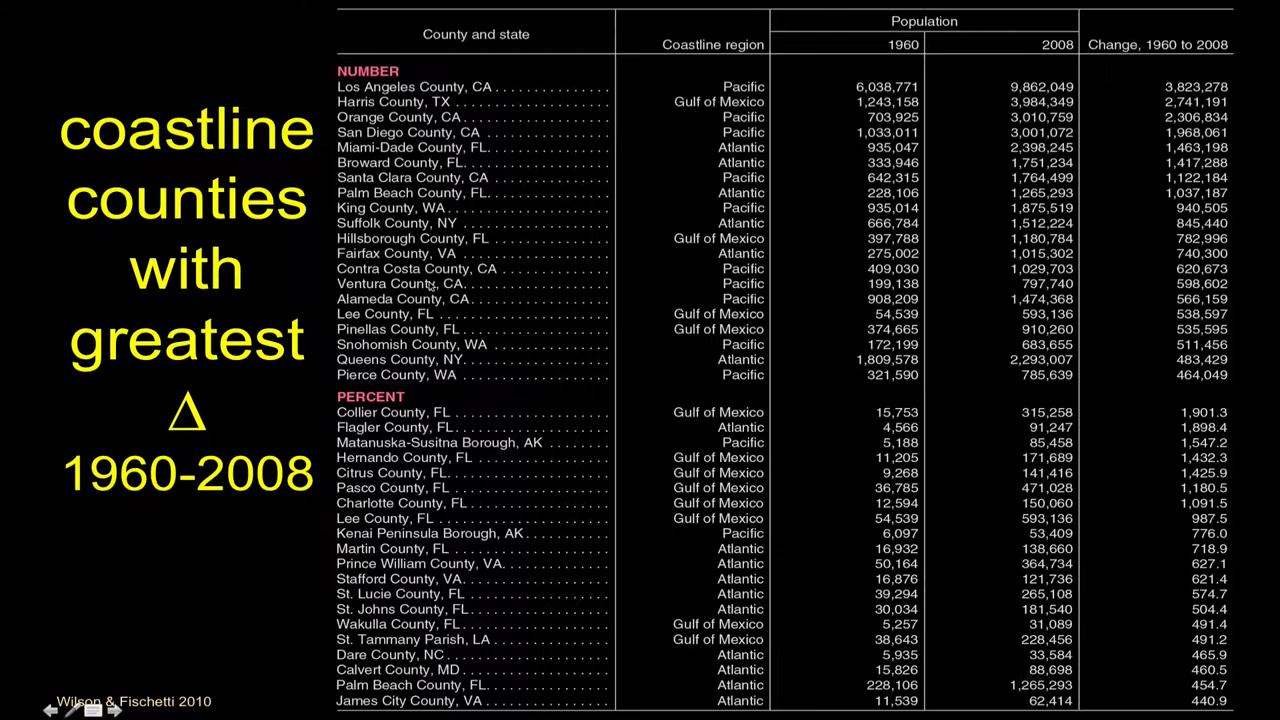 coastline
counties
with
greatest
Δ
1960-2008
Population
County and state Coastline region 1960 2008 Change, 1960 to 2008
NUMBER
Los Angeles County, CA Pacific 6,038,771 9,862,049 3,823,278
Harris County, TX Gulf of Mexico 1,243,158 3,984,349 2,741,191
Orange County, CA Pacific 703,925 3,010,759 2,306,834
San Diego County, CA Pacific 1,033,011 3,001,072 1,968,061
Miami-Dade County, FL Atlantic 935,047 2,398,245 1,463,198
Broward County, FL Atlantic 333,946 1,751,234 1,417,288
Santa Clara County, CA Pacific 642,315 1,764,499 1,122,184
Palm Beach County, FL Atlantic 228,106 1,265,293 1,037,187
King County, WA Pacific 935,014 1,875,519 940,505
Suffolk County, NY Atlantic 666,784 1,512,224 845,440
Hillsborough County, FL Gulf of Mexico 397,788 1,180,784 782,996
Fairfax County, VA Atlantic 275,002 1,015,302 740,300
Contra Costa County, CA Pacific 409,030 1,029,703 620,673
Ventura County, CA Pacific 199,138 797,740 598,602
Alameda County, CA Pacific 908,209 1,474,368 566,159
Lee County, FL Gulf of Mexico 54,539 593,136 538,597
Pinellas County, FL Gulf of Mexico 374,665 910,260 535,595
Snohomish County, WA Pacific 172,199 683,655 511,456
Queens County, NY Atlantic 1,809,578 2,293,007 483,429
Pierce County, WA Pacific 321,590 785,639 464,049
PERCENT
Collier County, FL Gulf of Mexico 15,753 315,258 1,901.3
Flagler County, FL Atlantic 4,566 91,247 1,898.4
Matanuska-Susitna Borough, AK Pacific 5,188 85,458 1,547.2
Hernando County, FL Gulf of Mexico 11,205 171,689 1,432.3
Citrus County, FL Gulf of Mexico 9,268 141,416 1,425.9
Pasco County, FL Gulf of Mexico 36,785 471,028 1,180.5
Charlotte County, FL Gulf of Mexico 12,594 150,060 1,091.5
Lee County, FL Gulf of Mexico 54,539 593,136 987.5
Kenai Peninsula Borough, AK Pacific 6,097 53,409 776.0
Martin County, FL Atlantic 16,932 138,660 718.9
Prince William County, VA Atlantic 50,164 364,734 627.1
Stafford County, VA Atlantic 16,876 121,736 621.4
St. Lucie County, FL Atlantic 39,294 265,108 574.7
St. Johns County, FL Atlantic 30,034 181,540 504.4
Wakulla County, FL Gulf of Mexico 5,257 31,089 491.4
St. Tammany Parish, LA Gulf of Mexico 38,643 228,456 491.2
Dare County, NC Atlantic 5,935 33,584 465.9
Calvert County, MD Atlantic 15,826 88,698 460.5
Palm Beach County, FL Atlantic 228,106 1,265,293 454.7
James City County, VA Atlantic 11,539 62,414 440.9
Wilson & Fischetti 2010